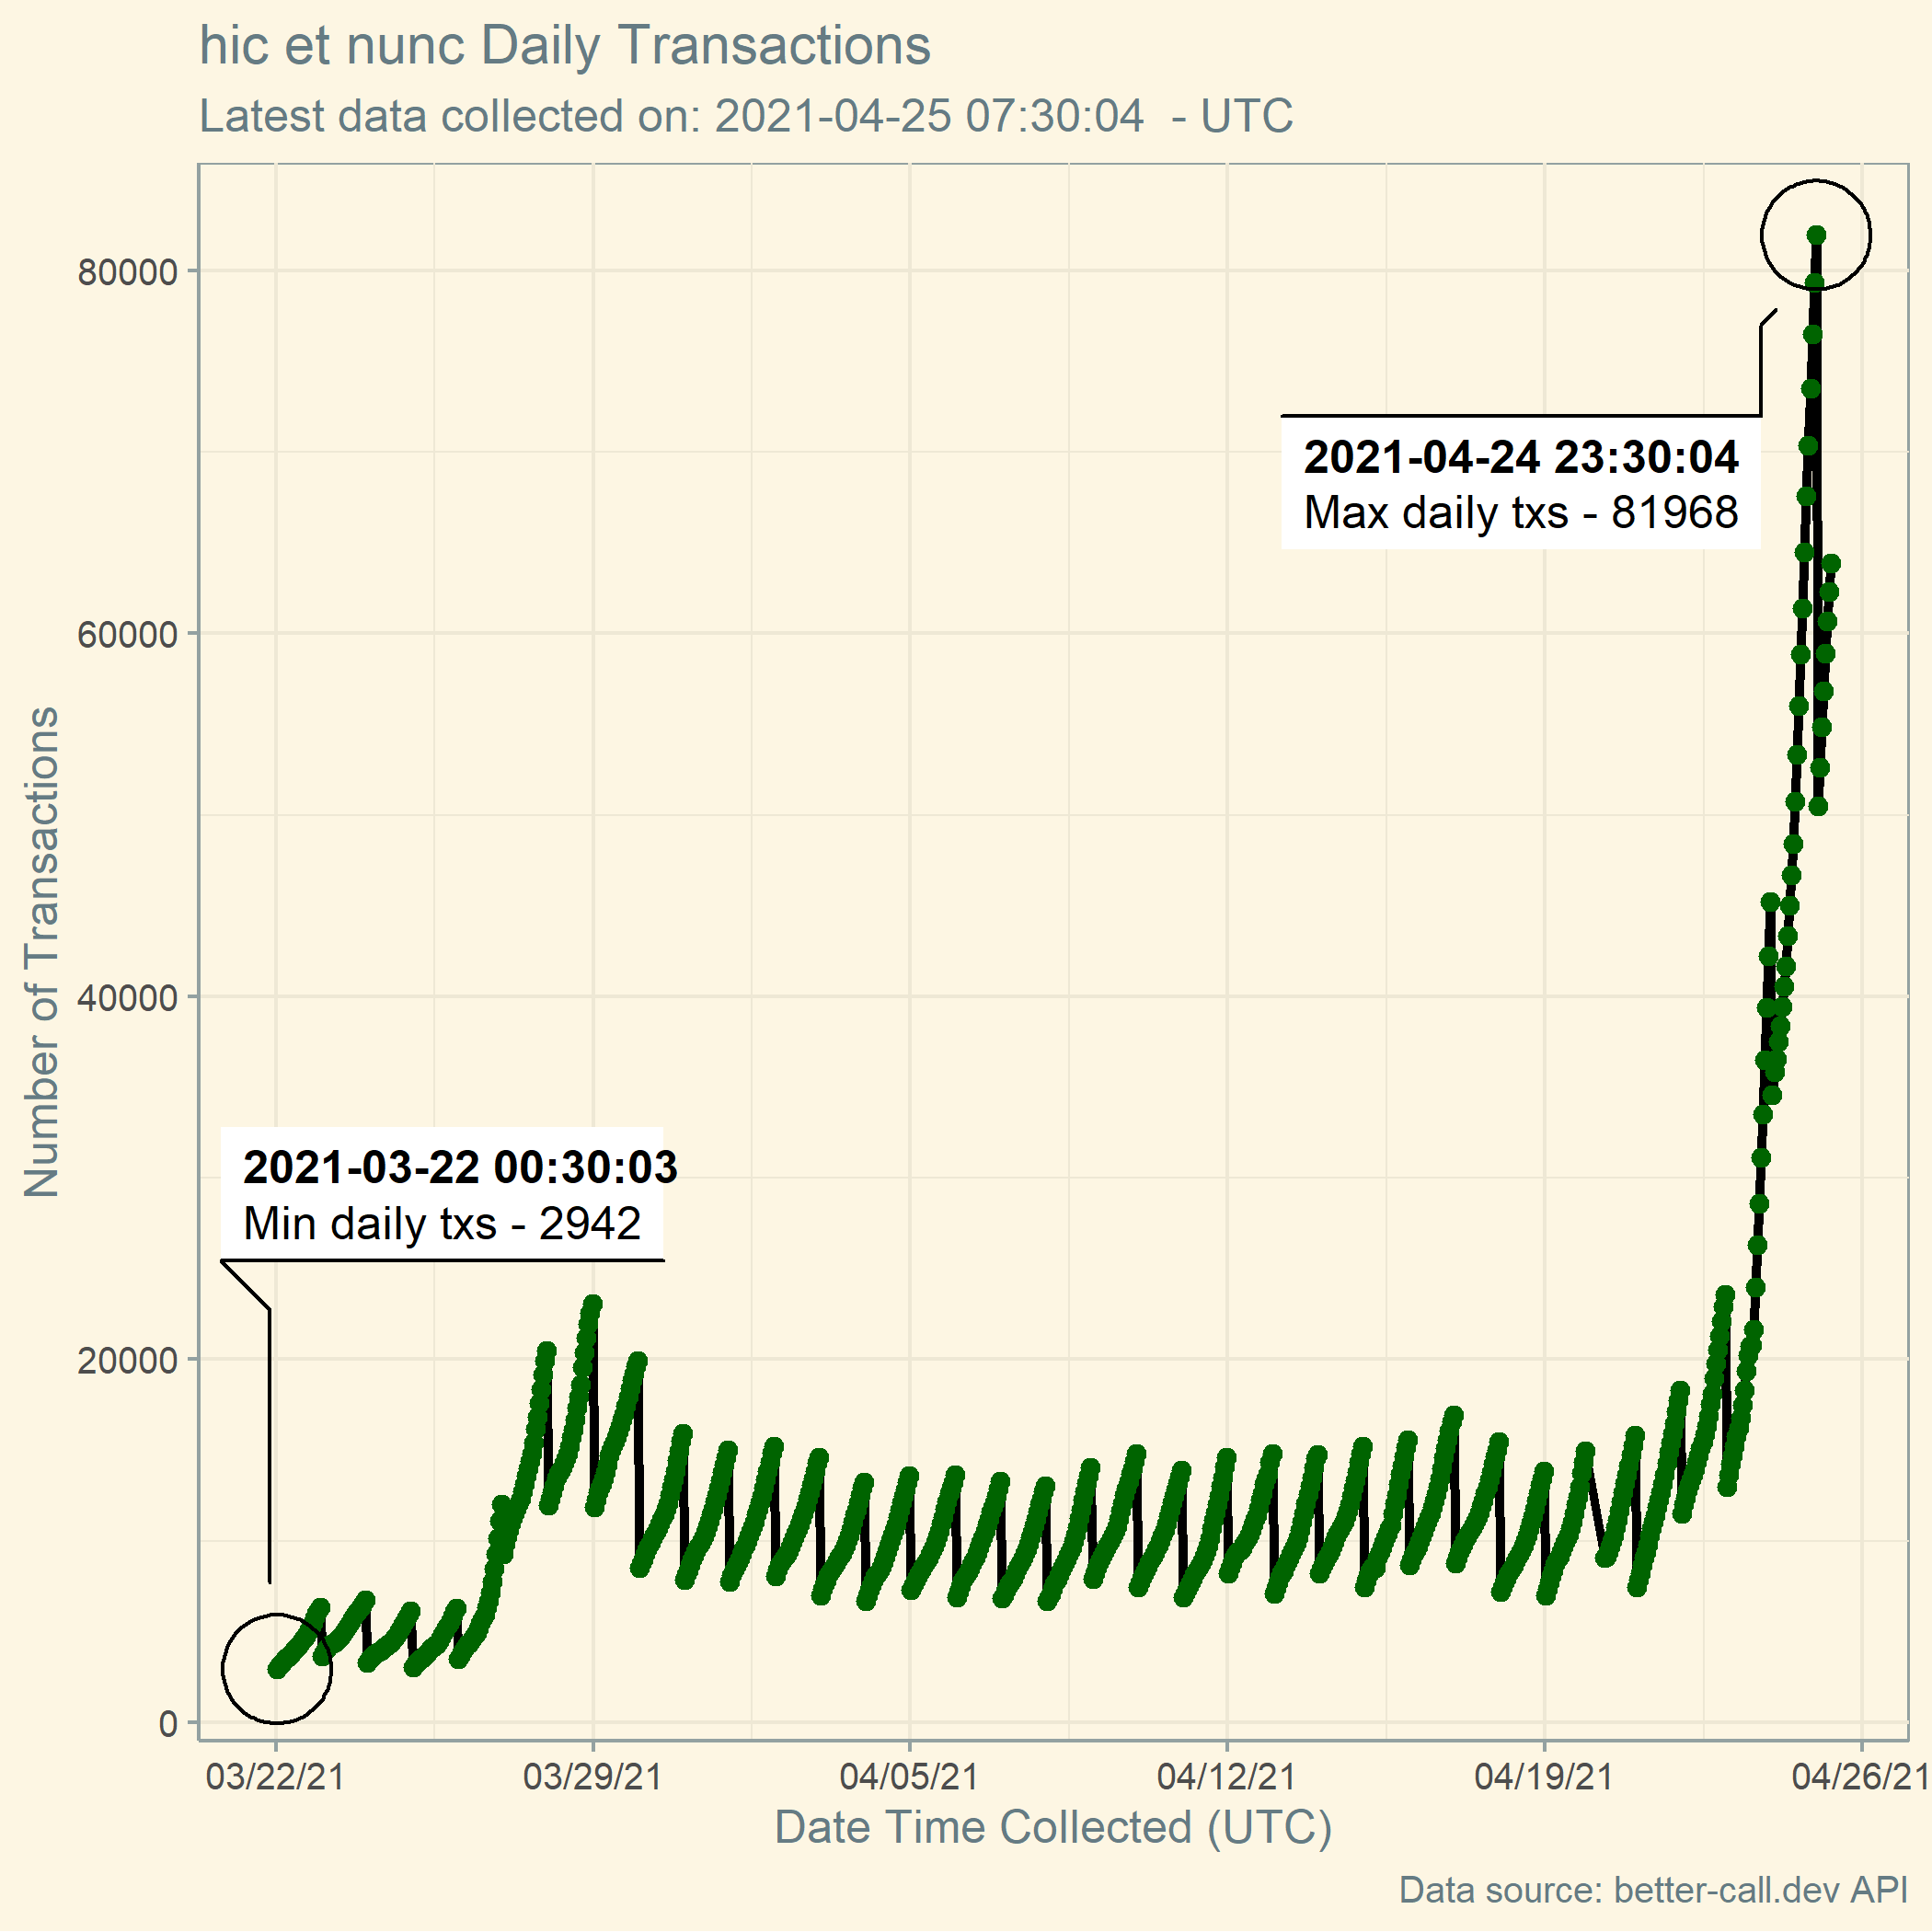 hic et nunc Daily Transactions
Latest data collected on: 2021-04-25 07:30:04  - UTC
Number of Transactions
80000
60000
40000
20000
0
2021-04-24 23:30:04
Max daily txs - 81968
2021-03-22 00:30:03
Min daily txs - 2942
03/22/21 03/29/21 04/05/21 04/12/21 04/19/21 04/26/21
Date Time Collected (UTC)
Data source: better-call.dev API